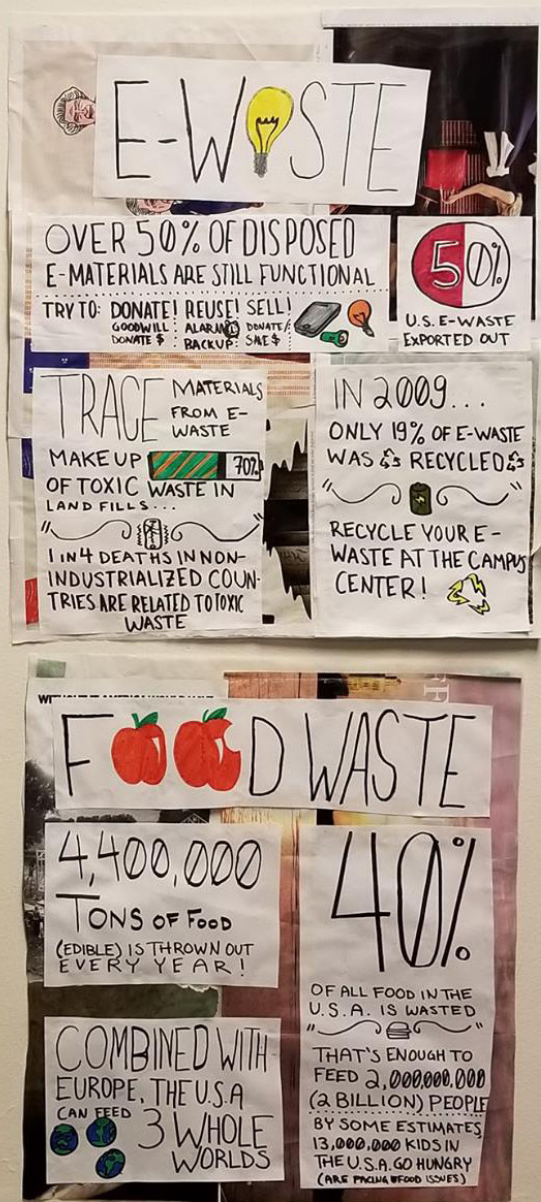 E-WASTE
OVER 50% OF DISPOSED
E-MATERIALS ARE STILL FUNCTIONAL
TRY TO: DONATE! REUSE! SELL!
GOODWILL : ALARM : DONATE/
DONATE $ : BACKUP : SAVE $
50%
U.S. E-WASTE
EXPORTED OUT
TRACE MATERIALS
FROM E-
WASTE
MAKE UP 70%
OF TOXIC WASTE IN
LAND FILLS...
1 IN 4 DEATHS IN NON-
INDUSTRIALIZED COUN-
TRIES ARE RELATED TO TOXIC
WASTE
IN 2009...
ONLY 19% OF E-WASTE
WAS RECYCLED
RECYCLE YOUR E-
WASTE AT THE CAMPUS
CENTER!
FOOD WASTE
4,400,000
TONS OF FOOD
(EDIBLE) IS THROWN OUT
EVERY YEAR!
COMBINED WITH
EUROPE, THE U.S.A
CAN FEED 3 WHOLE
WORLDS
40%
OF ALL FOOD IN THE
U.S.A. IS WASTED
THAT'S ENOUGH TO
FEED 2,000,000,000
(2 BILLION) PEOPLE
BY SOME ESTIMATES,
13,000,000 KIDS IN
THE U.S.A. GO HUNGRY
(ARE FACING FOOD ISSUES)